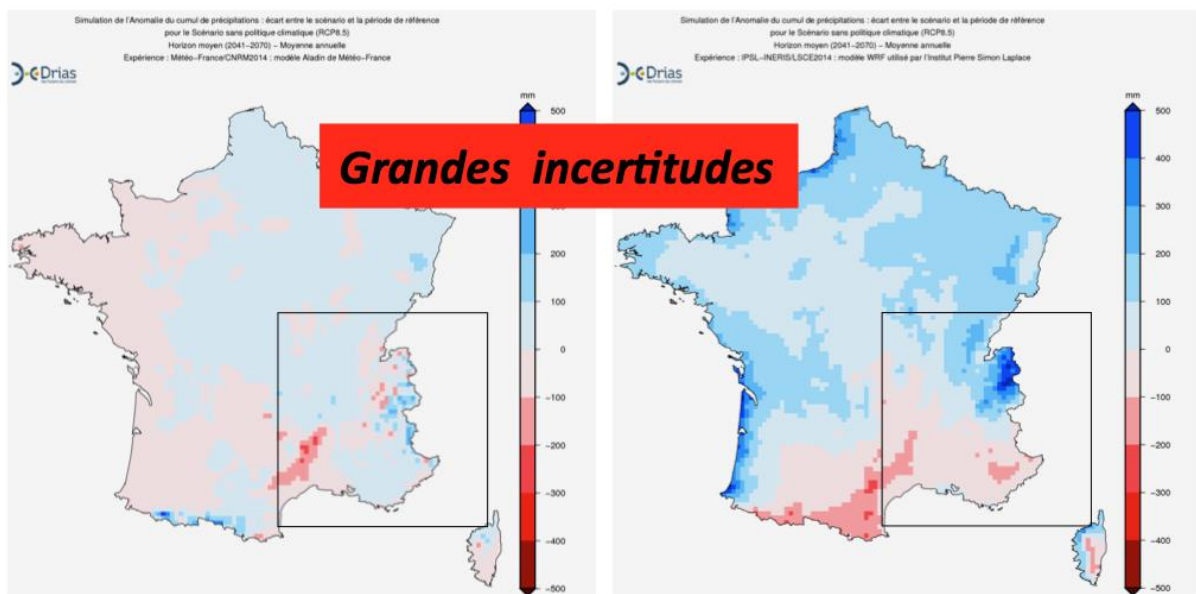 Simulation de l'Anomalie du cumul de précipitations : écart entre le scénario et la période de référence
pour le Scénario sans politique climatique (RCP8.5)
Horizon moyen (2041-2070) - Moyenne annuelle
Expérience : Météo-France/CNRM2014 : modèle Aladin de Météo-France
Drias
mm
500
200
100
0
-100
-200
-300
-400
-500
Grandes incertitudes
Simulation de l'Anomalie du cumul de précipitations : écart entre le scénario et la période de référence
pour le Scénario sans politique climatique (RCP8.5)
Horizon moyen (2041-2070) - Moyenne annuelle
Expérience : IPSL-INERIS/LSCE2014 : modèle WRF utilisé par l'Institut Pierre Simon Laplace
Drias
mm
500
400
300
200
100
0
-100
-200
-300
-400
-500